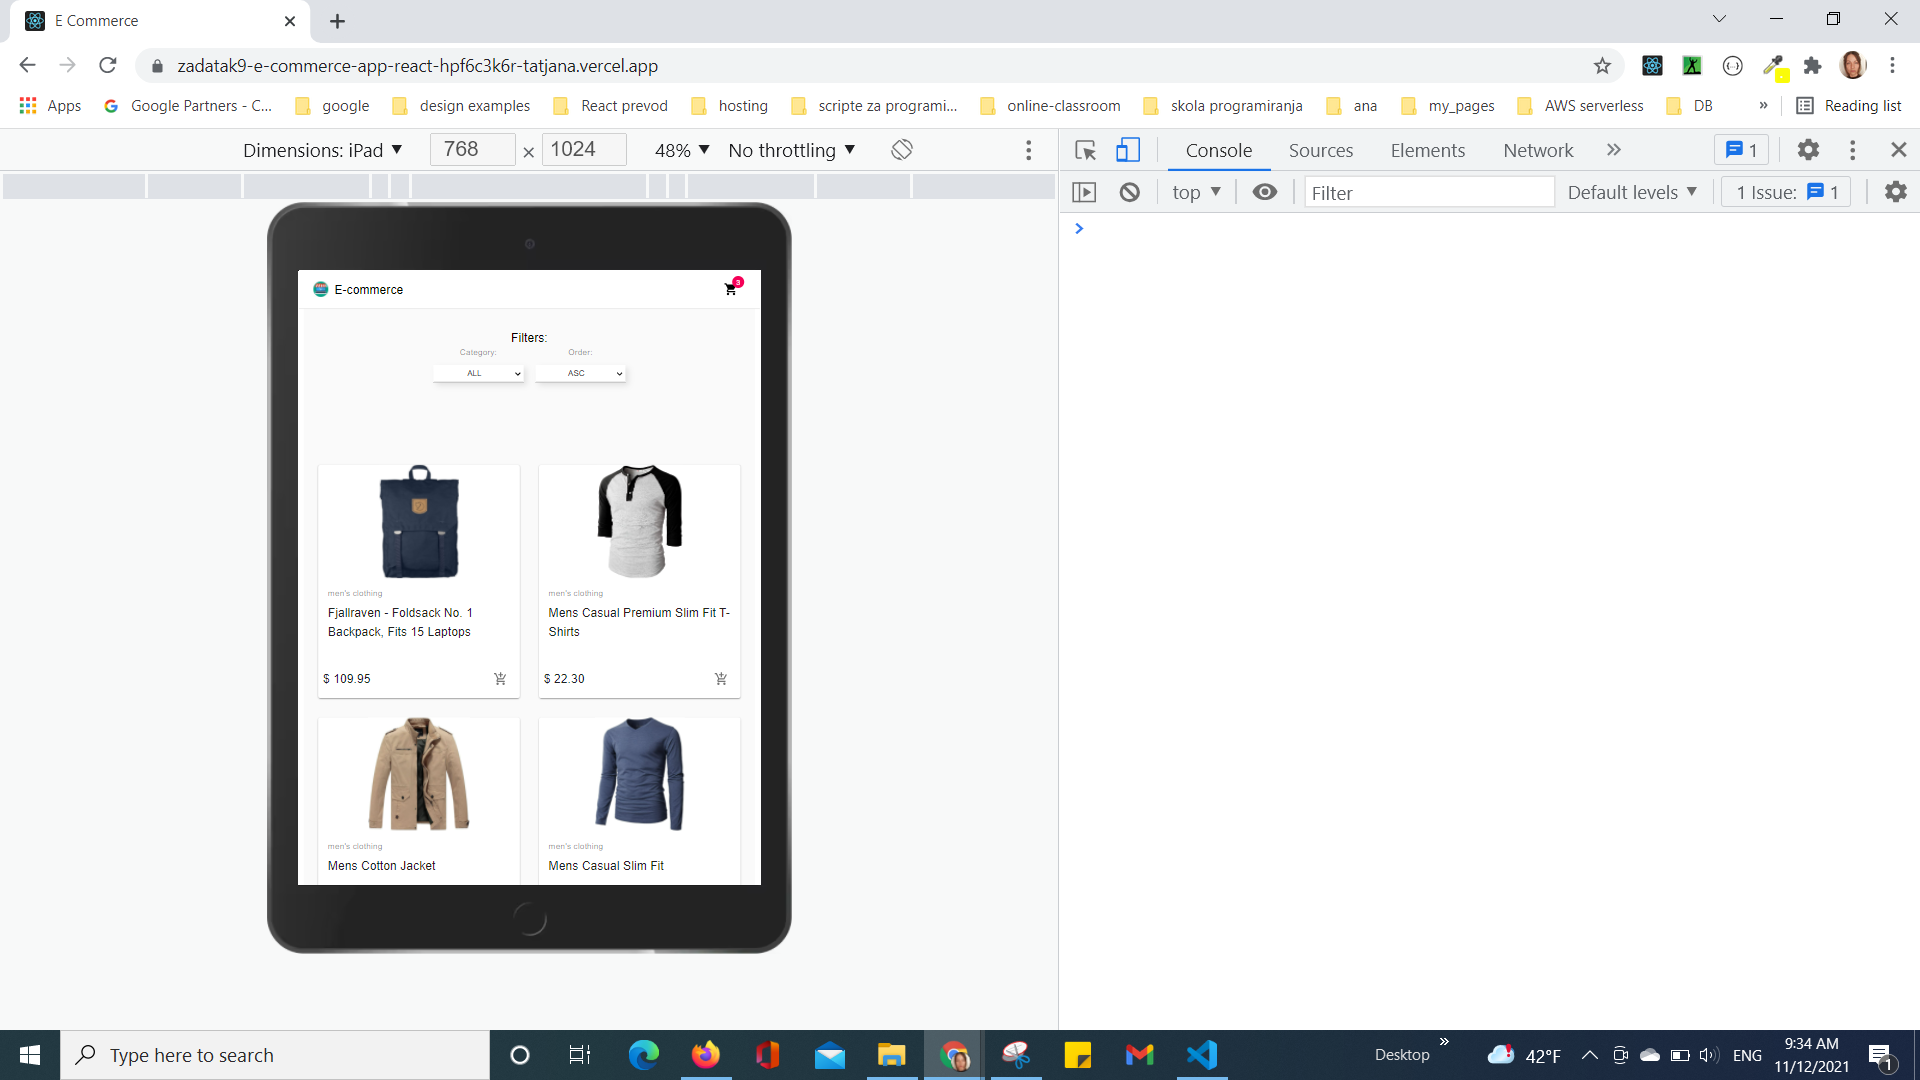 E Commerce
zadatak9-e-commerce-app-react-hpf6c3k6r-tatjana.vercel.app
Apps Google Partners - C... google design examples React prevod hosting scripte za programi... online-classroom skola programiranja ana my_pages AWS serverless DB » Reading list
Dimensions: iPad 768 × 1024 48% No throttling
Console Sources Elements Network » 1
top Filter Default levels 1 Issue: 1
E-commerce 3
Filters:
Category: Order:
ALL ASC
men's clothing men's clothing
Fjallraven - Foldsack No. 1 Mens Casual Premium Slim Fit T-
Backpack, Fits 15 Laptops Shirts
$ 109.95 $ 22.30
men's clothing men's clothing
Mens Cotton Jacket Mens Casual Slim Fit
Type here to search
Desktop » 42°F ENG 9:34 AM
11/12/2021 1